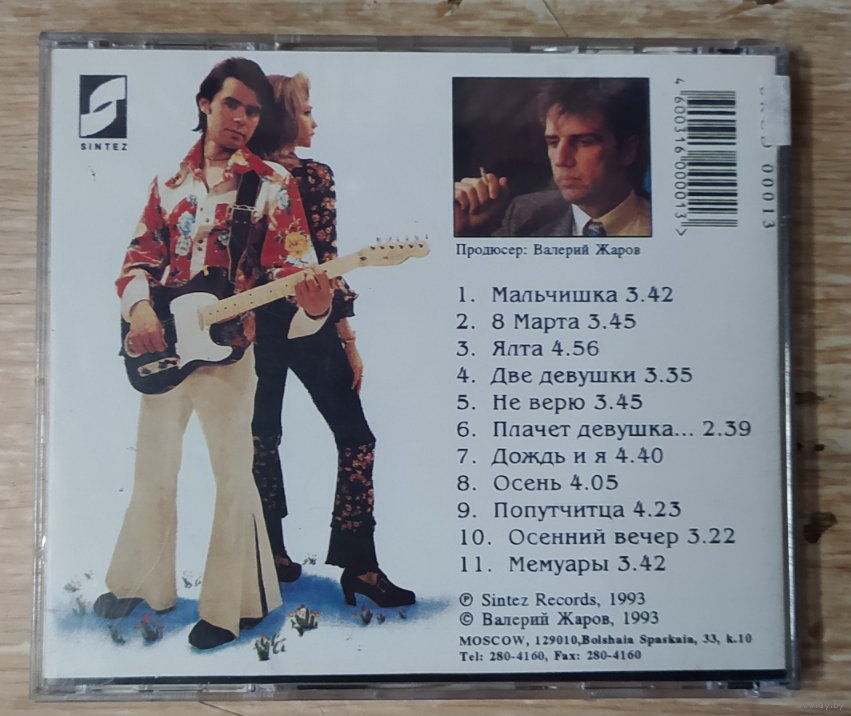 SINTEZ
4 600316 000013 >
00013
Продюсер: Валерий Жаров
1. Мальчишка 3.42
2. 8 Марта 3.45
3. Ялта 4.56
4. Две девушки 3.35
5. Не верю 3.45
6. Плачет девушка... 2.39
7. Дождь и я 4.40
8. Осень 4.05
9. Попутчитца 4.23
10. Осенний вечер 3.22
11. Мемуары 3.42
℗ Sintez Records, 1993
© Валерий Жаров, 1993
MOSCOW, 129010,Bolshaia Spaskaia, 33, k.10
Tel: 280-4160, Fax: 280-4160